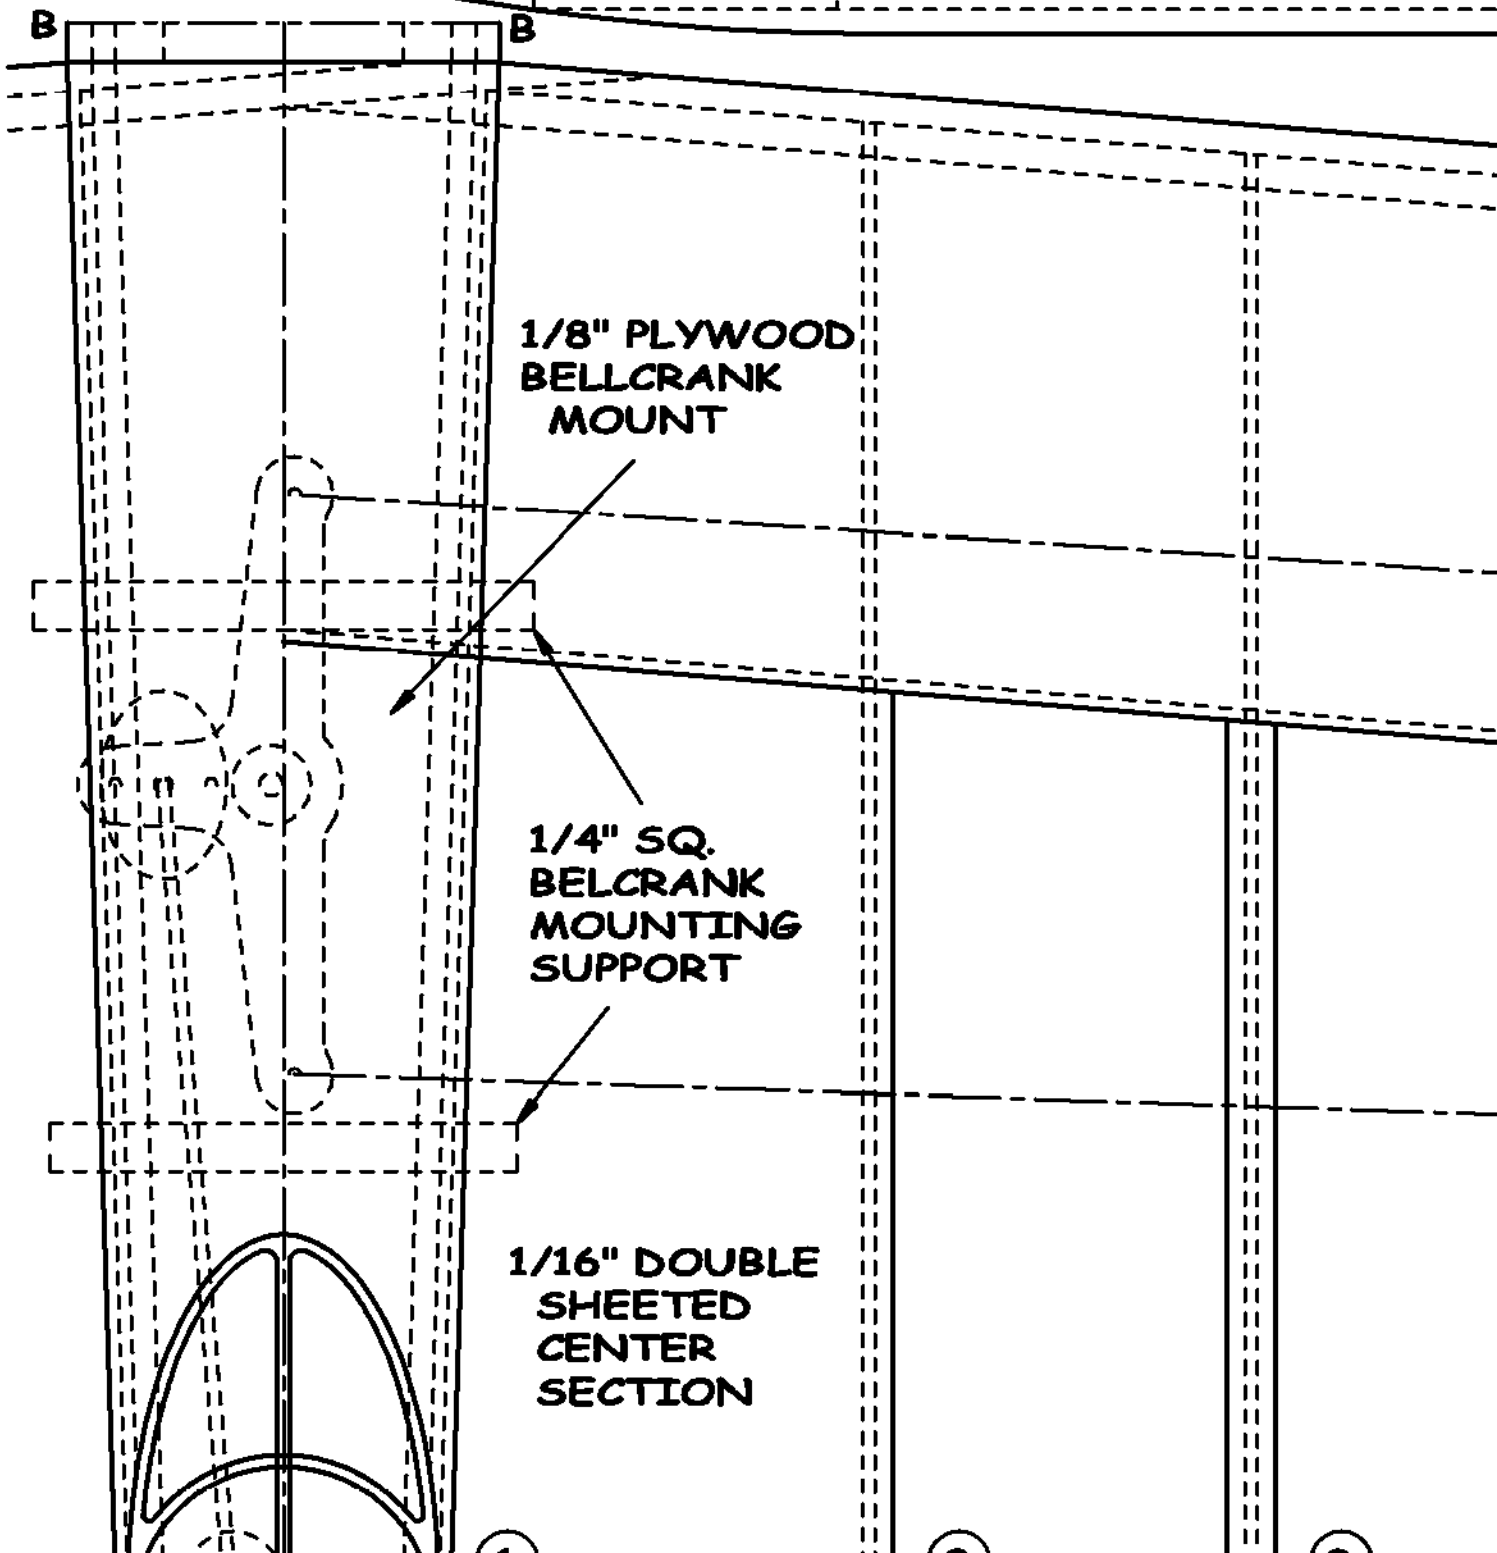 B B
1/8" PLYWOOD
BELLCRANK
MOUNT
1/4" SQ.
BELCRANK
MOUNTING
SUPPORT
1/16" DOUBLE
SHEETED
CENTER
SECTION